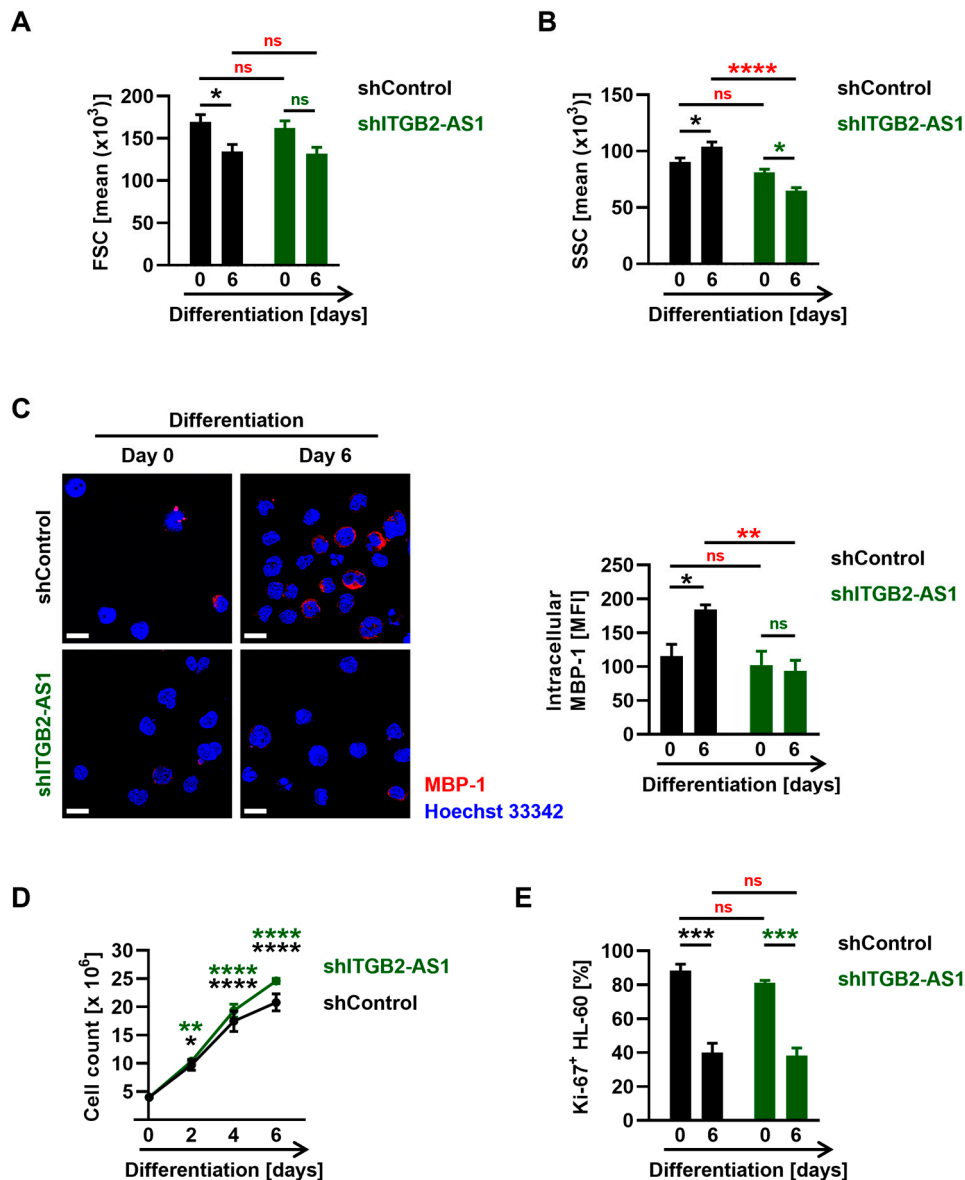 A
ns
ns
*
ns
shControl
shITGB2-AS1
FSC [mean (x10³)]
200
150
100
50
0
0 6 0 6
Differentiation [days]
B
****
ns
*
*
shControl
shITGB2-AS1
SSC [mean (x10³)]
150
100
50
0
0 6 0 6
Differentiation [days]
C
Differentiation
Day 0 Day 6
shControl
shITGB2-AS1
MBP-1
Hoechst 33342
**
ns
*
ns
shControl
shITGB2-AS1
Intracellular
MBP-1 [MFI]
250
200
150
100
50
0
0 6 0 6
Differentiation [days]
D
****
****
****
****
**
*
shITGB2-AS1
shControl
Cell count [x 10⁶]
30
25
20
15
10
5
0 2 4 6
Differentiation [days]
E
ns
ns
***
***
shControl
shITGB2-AS1
Ki-67⁺ HL-60 [%]
100
80
60
40
20
0
0 6 0 6
Differentiation [days]